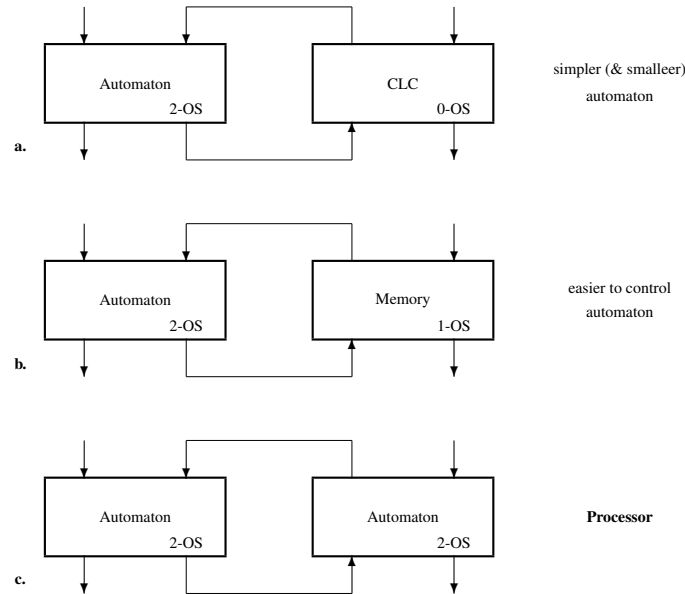 Automaton
2-OS
CLC
0-OS
simpler (& smalleer)
automaton
a.
Automaton
2-OS
Memory
1-OS
easier to control
automaton
b.
Automaton
2-OS
Automaton
2-OS
Processor
c.